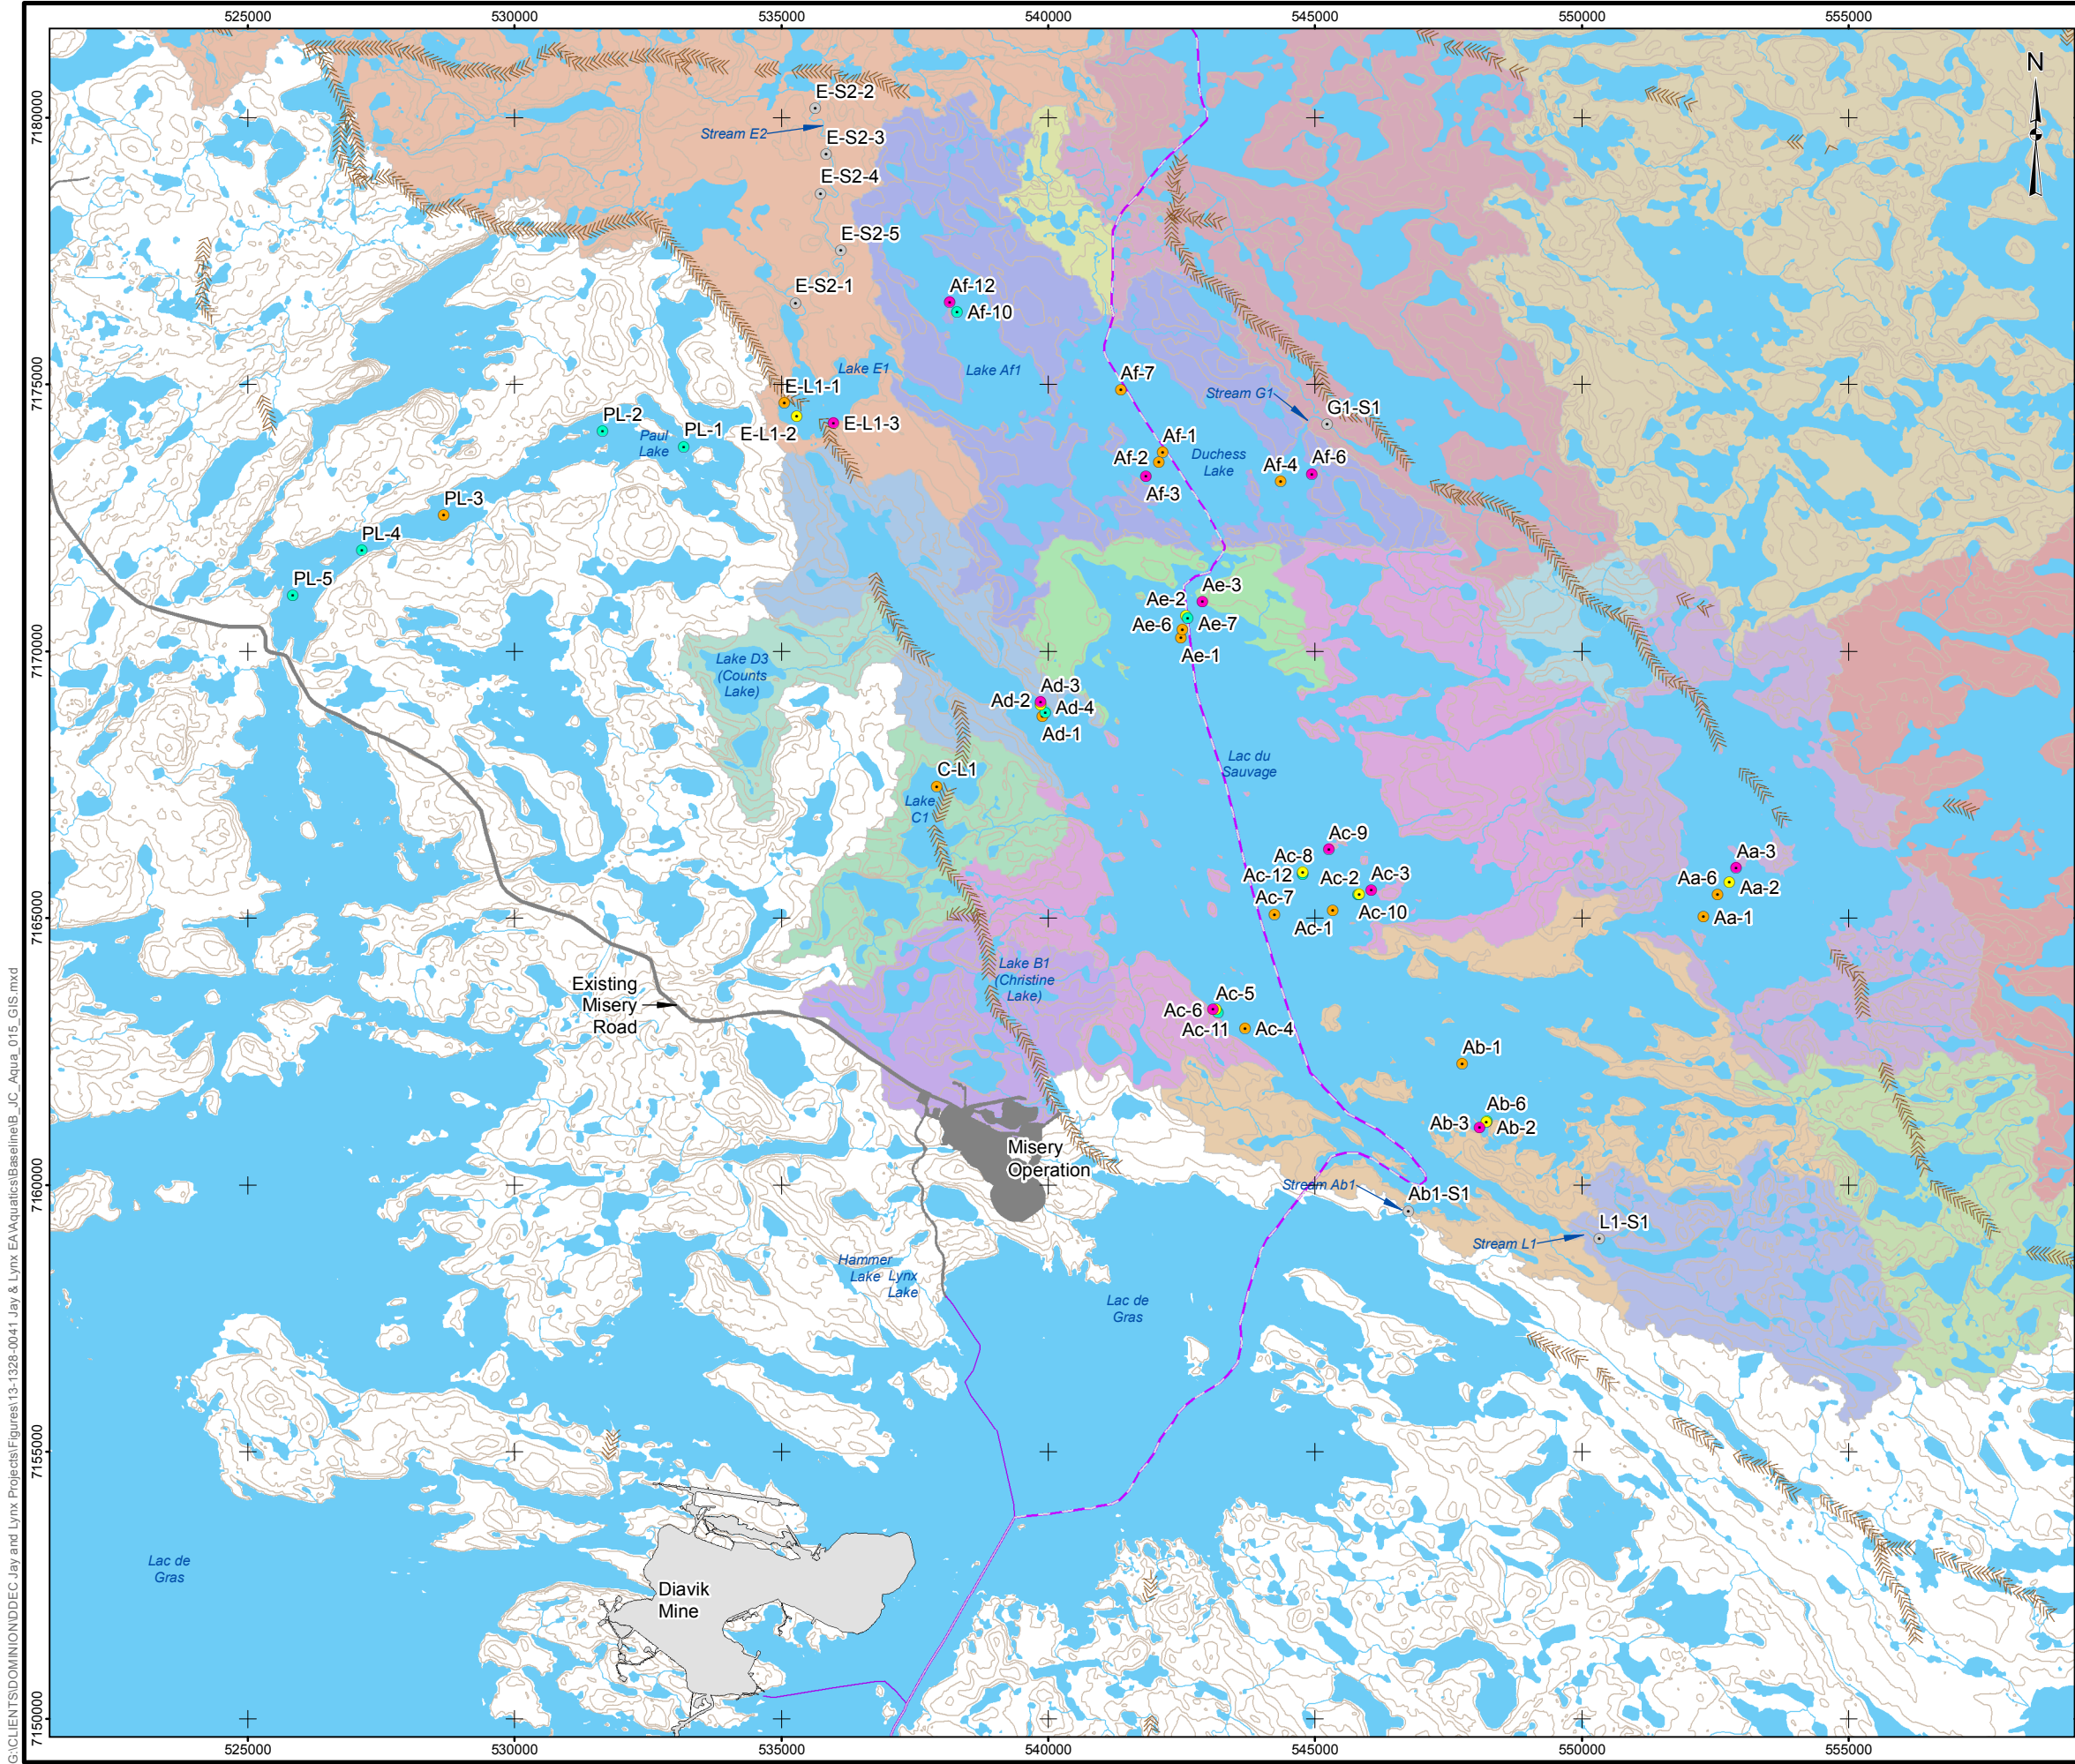 525000
530000
535000
540000
545000
550000
555000
N
7180000
7175000
7170000
7165000
7160000
7155000
7150000
E-S2-2
Stream E2
E-S2-3
E-S2-4
E-S2-5
E-S2-1
Af-12
Af-10
Lake E1
Lake Af1
E-L1-1
E-L1-2
E-L1-3
Af-7
Stream G1
G1-S1
PL-2
PL-1
Paul
Lake
PL-3
PL-4
PL-5
Af-1
Af-2
Af-3
Duchess
Lake
Af-4
Af-6
Ae-3
Ae-2
Ae-7
Ae-6
Ae-1
Lake D3
(Counts
Lake)
Ad-3
Ad-2
Ad-4
Ad-1
Lac du
Sauvage
C-L1
Lake
C1
Ac-9
Ac-8
Ac-12
Ac-2
Ac-3
Ac-7
Ac-10
Ac-1
Aa-3
Aa-6
Aa-2
Aa-1
Lake B1
(Christine
Lake)
Existing
Misery
Road
Ac-5
Ac-6
Ac-11
Ac-4
Ab-1
Ab-6
Ab-3
Ab-2
Misery
Operation
Stream Ab1
Ab1-S1
L1-S1
Stream L1
Hammer
Lake
Lynx
Lake
Lac de
Gras
Lac de
Gras
Diavik
Mine
525000
530000
535000
540000
545000
550000
555000
G:\CLIENTS\DOMINION\DDEC Jay and Lynx Projects\Figures\13-1328-0041 Jay & Lynx EA\Aquatics\Baseline\B_JC_Aqua_015_GIS.mxd